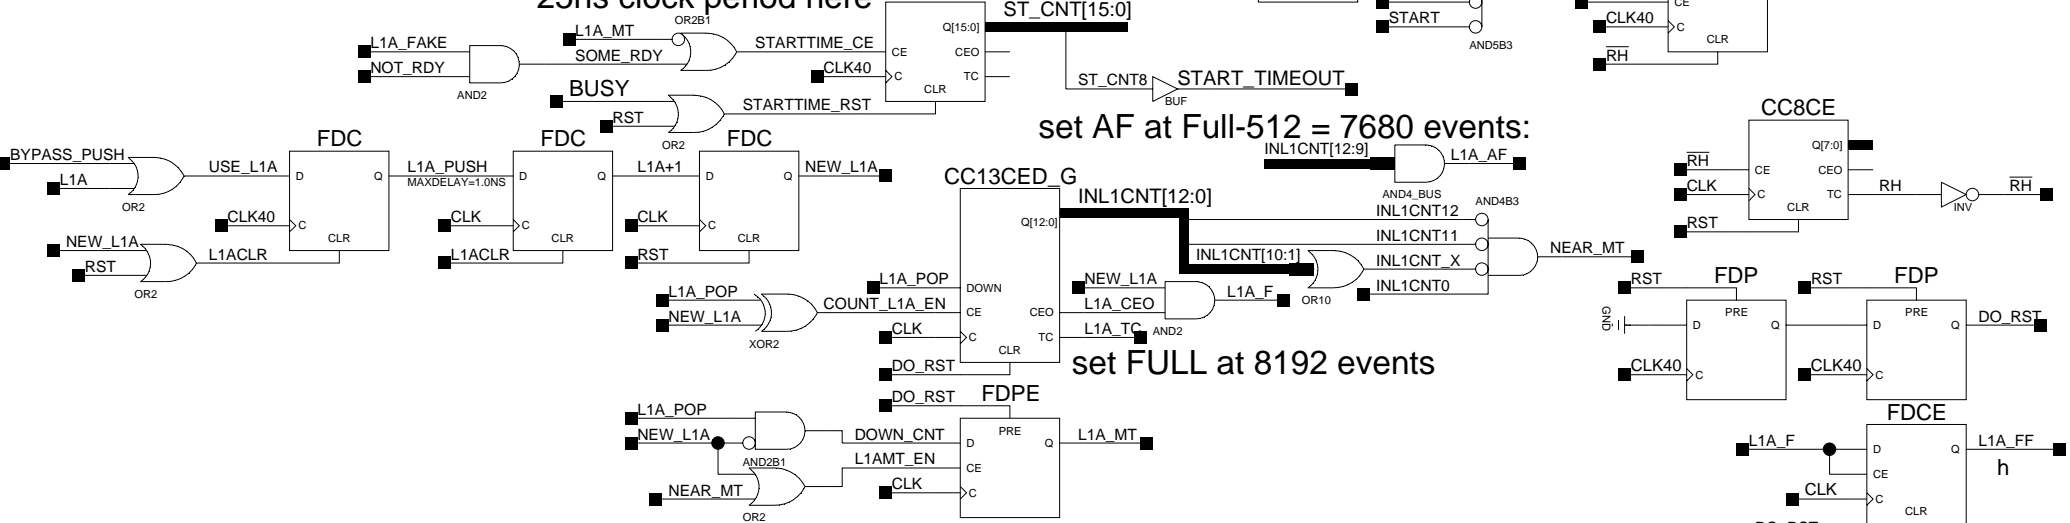 25ns clock period here
ST_CNT[15:0]
OR2B1
L1A_MT
START
CE
CLK40
L1A_FAKE
NOT_RDY
AND2
SOME_RDY
STARTTIME_CE
CE
Q[15:0]
CEO
TC
CLK40
C
CLR
AND5B3
CLR
RH
BUSY
RST
OR2
STARTTIME_RST
ST_CNT8
BUF
START_TIMEOUT
set AF at Full-512 = 7680 events:
CC8CE
BYPASS_PUSH
L1A
OR2
USE_L1A
FDC
D
Q
CLK40
C
CLR
L1A_PUSH
MAXDELAY=1.0NS
FDC
D
Q
CLK
C
CLR
L1ACLR
L1A+1
FDC
D
Q
CLK
C
CLR
RST
NEW_L1A
NEW_L1A
RST
OR2
L1ACLR
INL1CNT[12:9]
L1A_AF
AND4_BUS
CC13CED_G
INL1CNT[12:0]
Q[12:0]
AND4B3
INL1CNT12
INL1CNT11
INL1CNT[10:1]
INL1CNT_X
INL1CNT0
OR10
NEAR_MT
RH
CE
CLK
C
CLR
RST
Q[7:0]
CEO
TC
RH
INV
RH
L1A_POP
DOWN
L1A_POP
NEW_L1A
XOR2
COUNT_L1A_EN
CE
CLK
C
CLR
DO_RST
CEO
TC
NEW_L1A
L1A_CEO
L1A_TC
AND2
L1A_F
set FULL at 8192 events
RST
FDP
PRE
GND
D
Q
CLK40
C
RST
FDP
PRE
D
Q
CLK40
C
DO_RST
DO_RST
FDPE
PRE
L1A_POP
NEW_L1A
AND2B1
DOWN_CNT
D
Q
L1A_MT
L1AMT_EN
CE
NEAR_MT
OR2
CLK
C
FDCE
L1A_F
D
Q
L1A_FF
h
CE
CLK
C
CLR
DO_RST